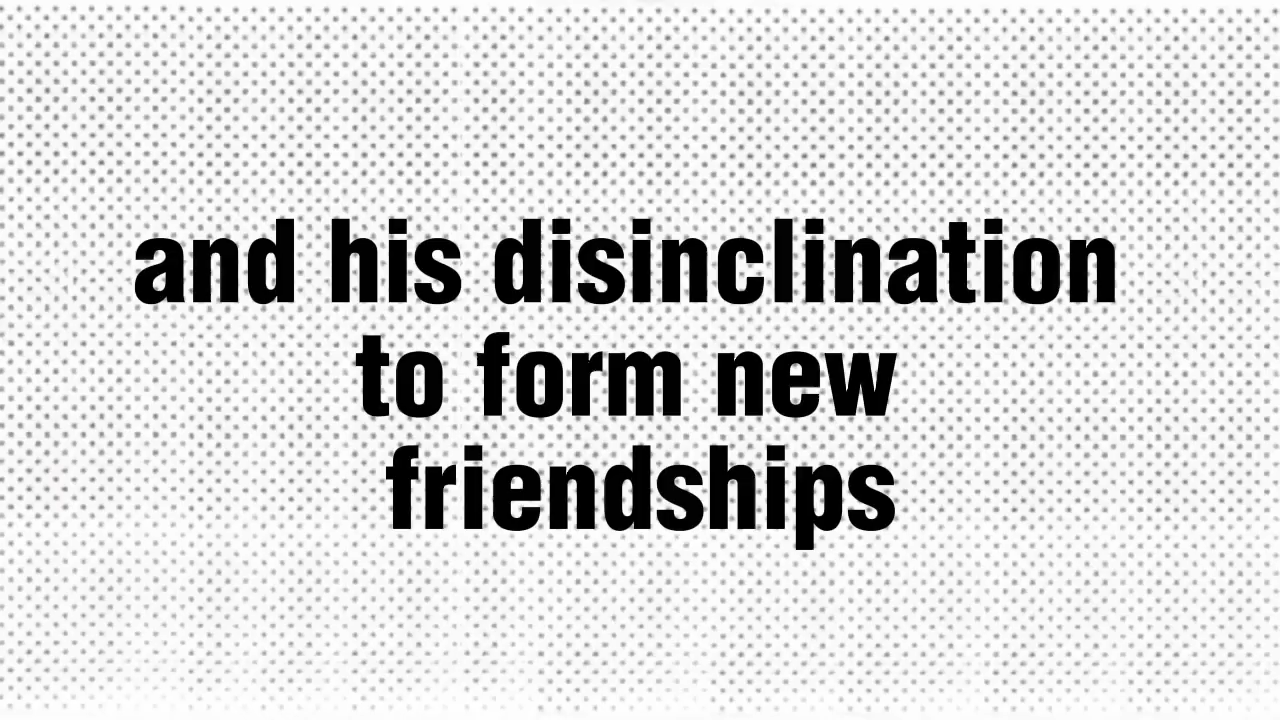 and his disinclination
to form new
friendships